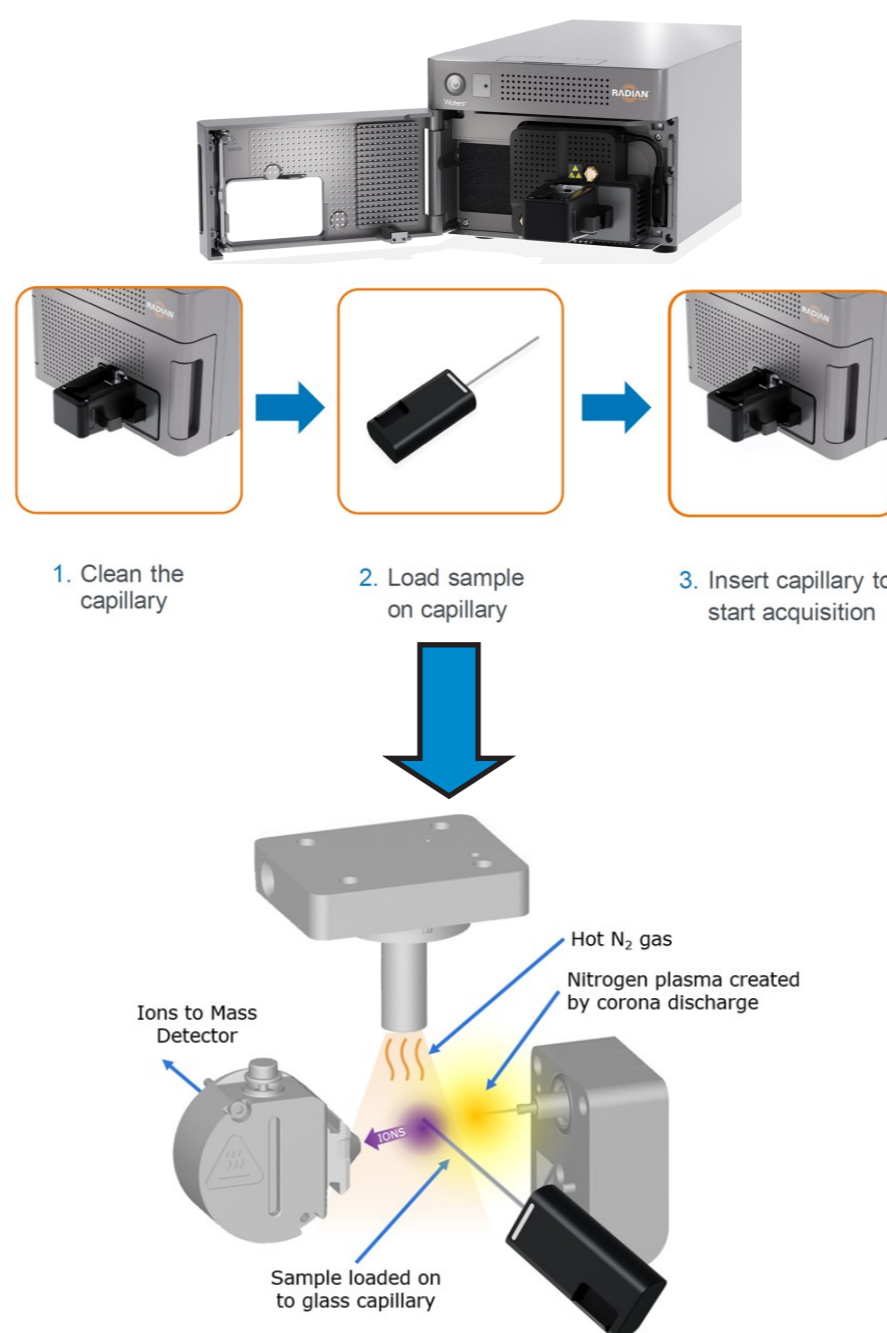 Waters
RADIAN
RADIAN
RADIAN
1. Clean the
capillary
2. Load sample
on capillary
3. Insert capillary to
start acquisition
Hot N₂ gas
Nitrogen plasma created
by corona discharge
Ions to Mass
Detector
IONS
Sample loaded on
to glass capillary